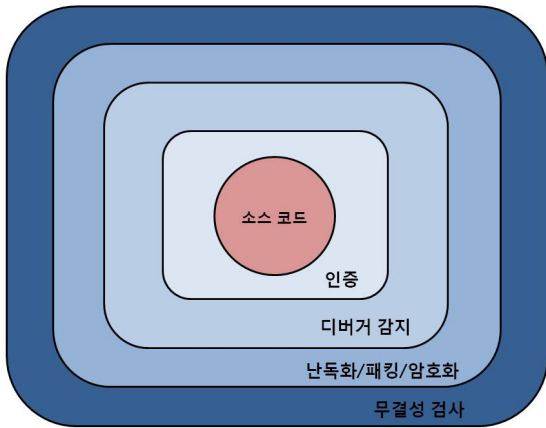 소스 코드
인증
디버거 감지
난독화/패킹/암호화
무결성 검사